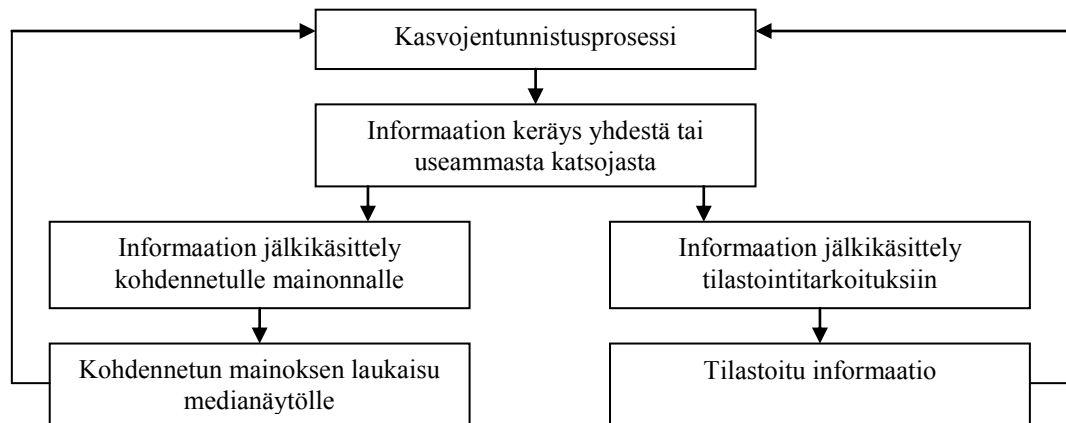 Kasvojentunnistusprosessi
Informaation keräys yhdestä tai
useammasta katsojasta
Informaation jälkikäsittely
kohdennetulle mainonnalle
Informaation jälkikäsittely
tilastointitarkoituksiin
Kohdennetun mainoksen laukaisu
medianäytölle
Tilastoitu informaatio